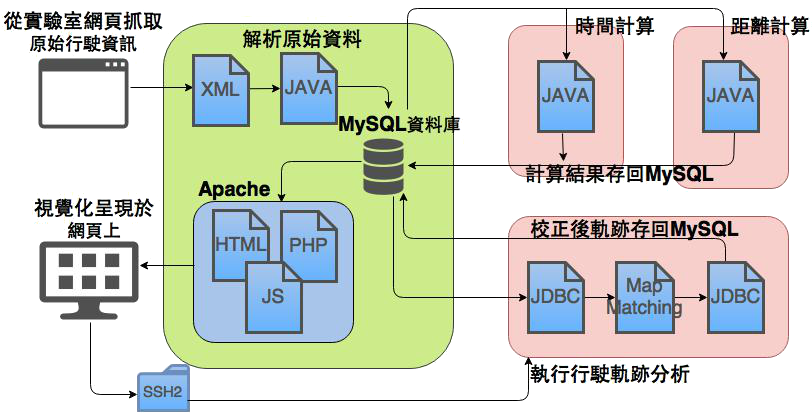 從實驗室網頁抓取
原始行駛資訊
解析原始資料
XML
JAVA
MySQL資料庫
時間計算
JAVA
距離計算
JAVA
計算結果存回MySQL
Apache
HTML
PHP
JS
視覺化呈現於
網頁上
校正後軌跡存回MySQL
JDBC
Map
Matching
JDBC
執行行駛軌跡分析
SSH2